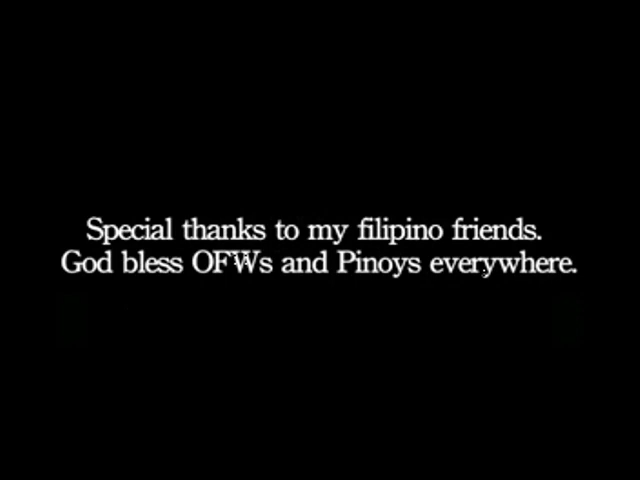 Special thanks to my filipino friends.
God bless OFWs and Pinoys everywhere.